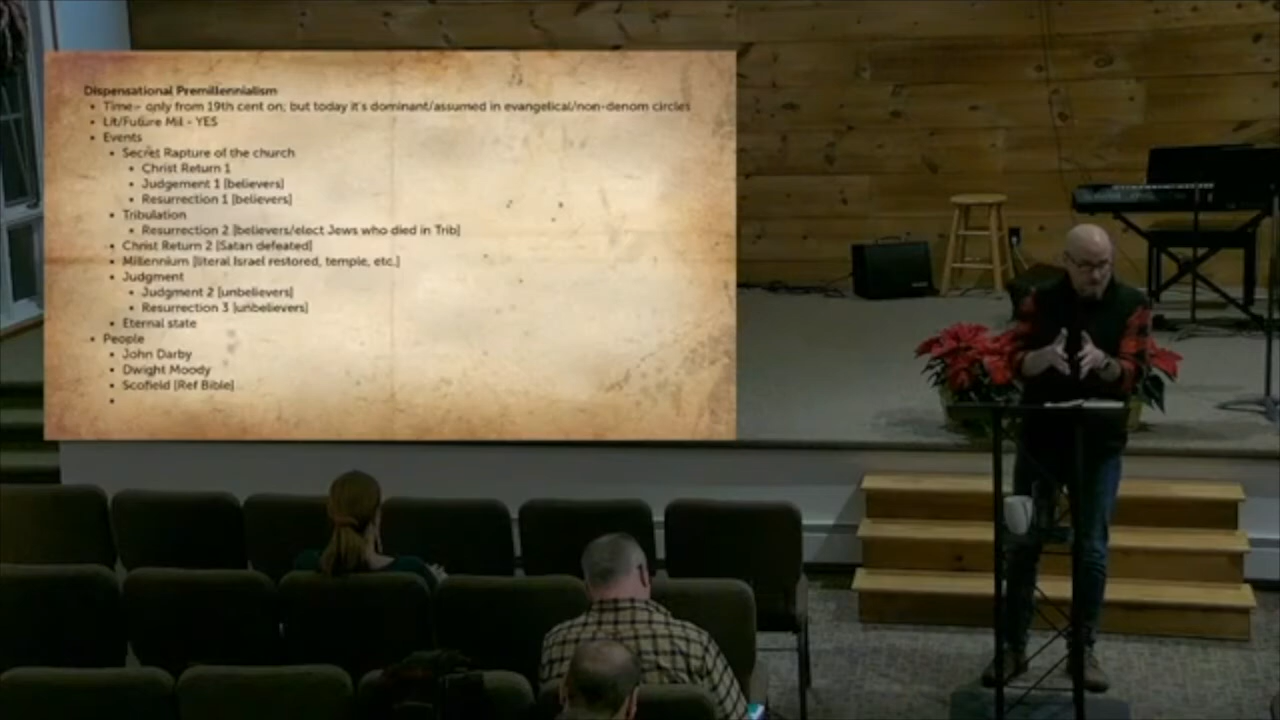 Dispensational Premillennialism
• Time - only from 19th cent on; but today it's dominant/assumed in evangelical/non-denom circles
• Lit/Future Mil - YES
• Events
• Secret Rapture of the church
• Christ Return 1
• Judgement 1 [believers]
• Resurrection 1 [believers]
• Tribulation
• Resurrection 2 [believers/elect Jews who died in Trib]
• Christ Return 2 [Satan defeated]
• Millennium [literal Israel restored, temple, etc.]
• Judgment
• Judgment 2 [unbelievers]
• Resurrection 3 [unbelievers]
• Eternal state
• People
• John Darby
• Dwight Moody
• Scofield [Ref Bible]
•